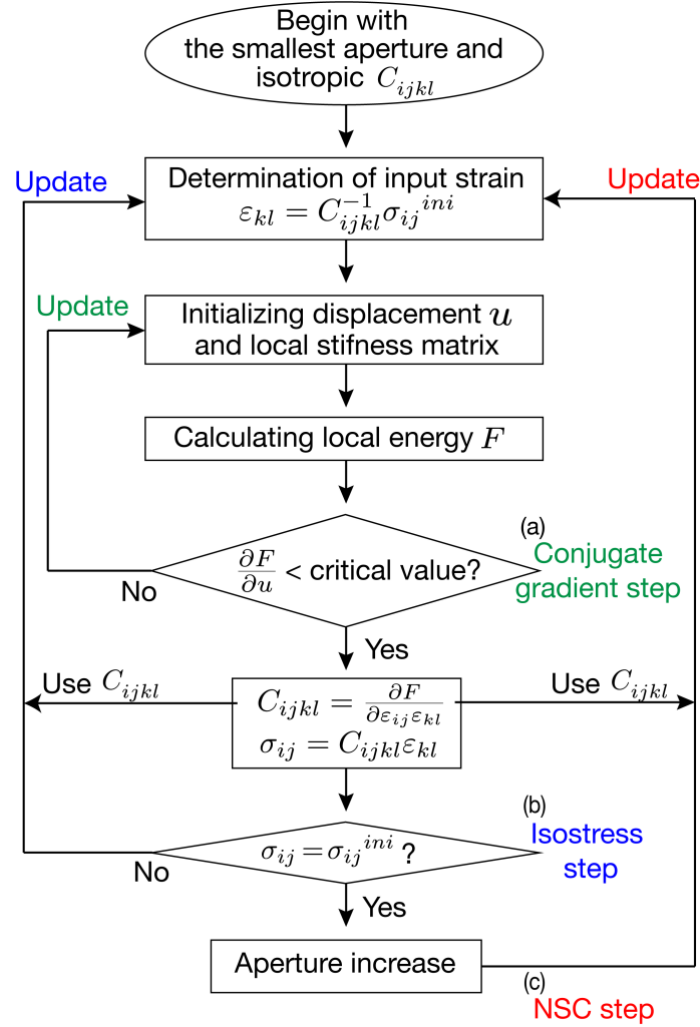 Begin with
the smallest aperture and
isotropic C_{ijkl}
Update
Determination of input strain
Update
ε_{kl} = C_{ijkl}^{-1} σ_{ij}^{ini}
Update
Initializing displacement u
and local stifness matrix
Calculating local energy F
(a)
∂F/∂u < critical value?
Conjugate
gradient step
No
Yes
Use C_{ijkl}
C_{ijkl} = ∂F/∂ε_{ij}ε_{kl}
Use C_{ijkl}
σ_{ij} = C_{ijkl}ε_{kl}
(b)
Isostress
step
σ_{ij} = σ_{ij}^{ini} ?
No
Yes
Aperture increase
(c)
NSC step